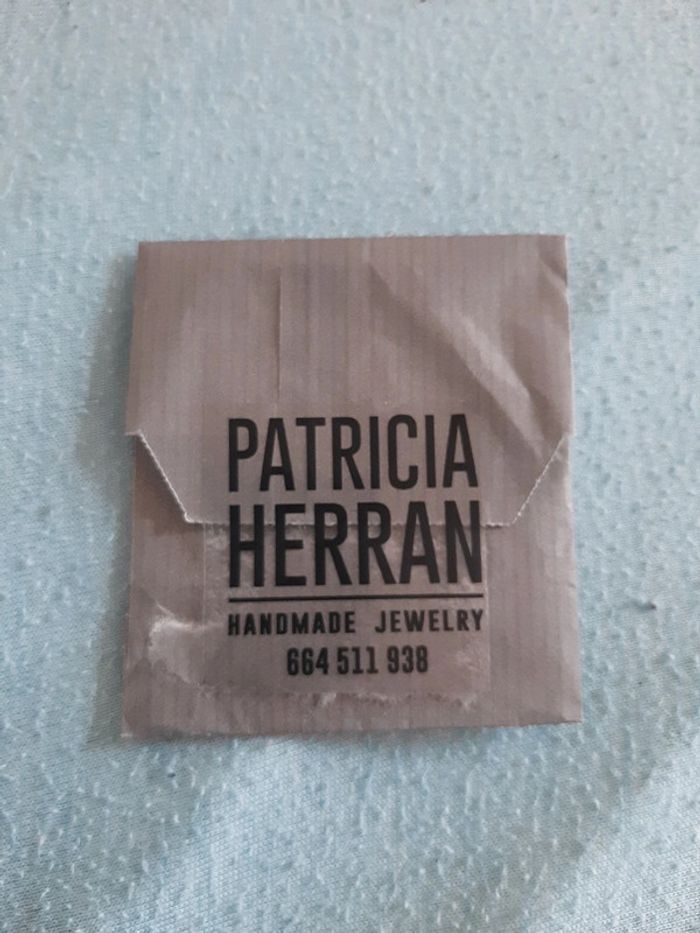 PATRICIA
HERRAN
HANDMADE JEWELRY
664 511 938